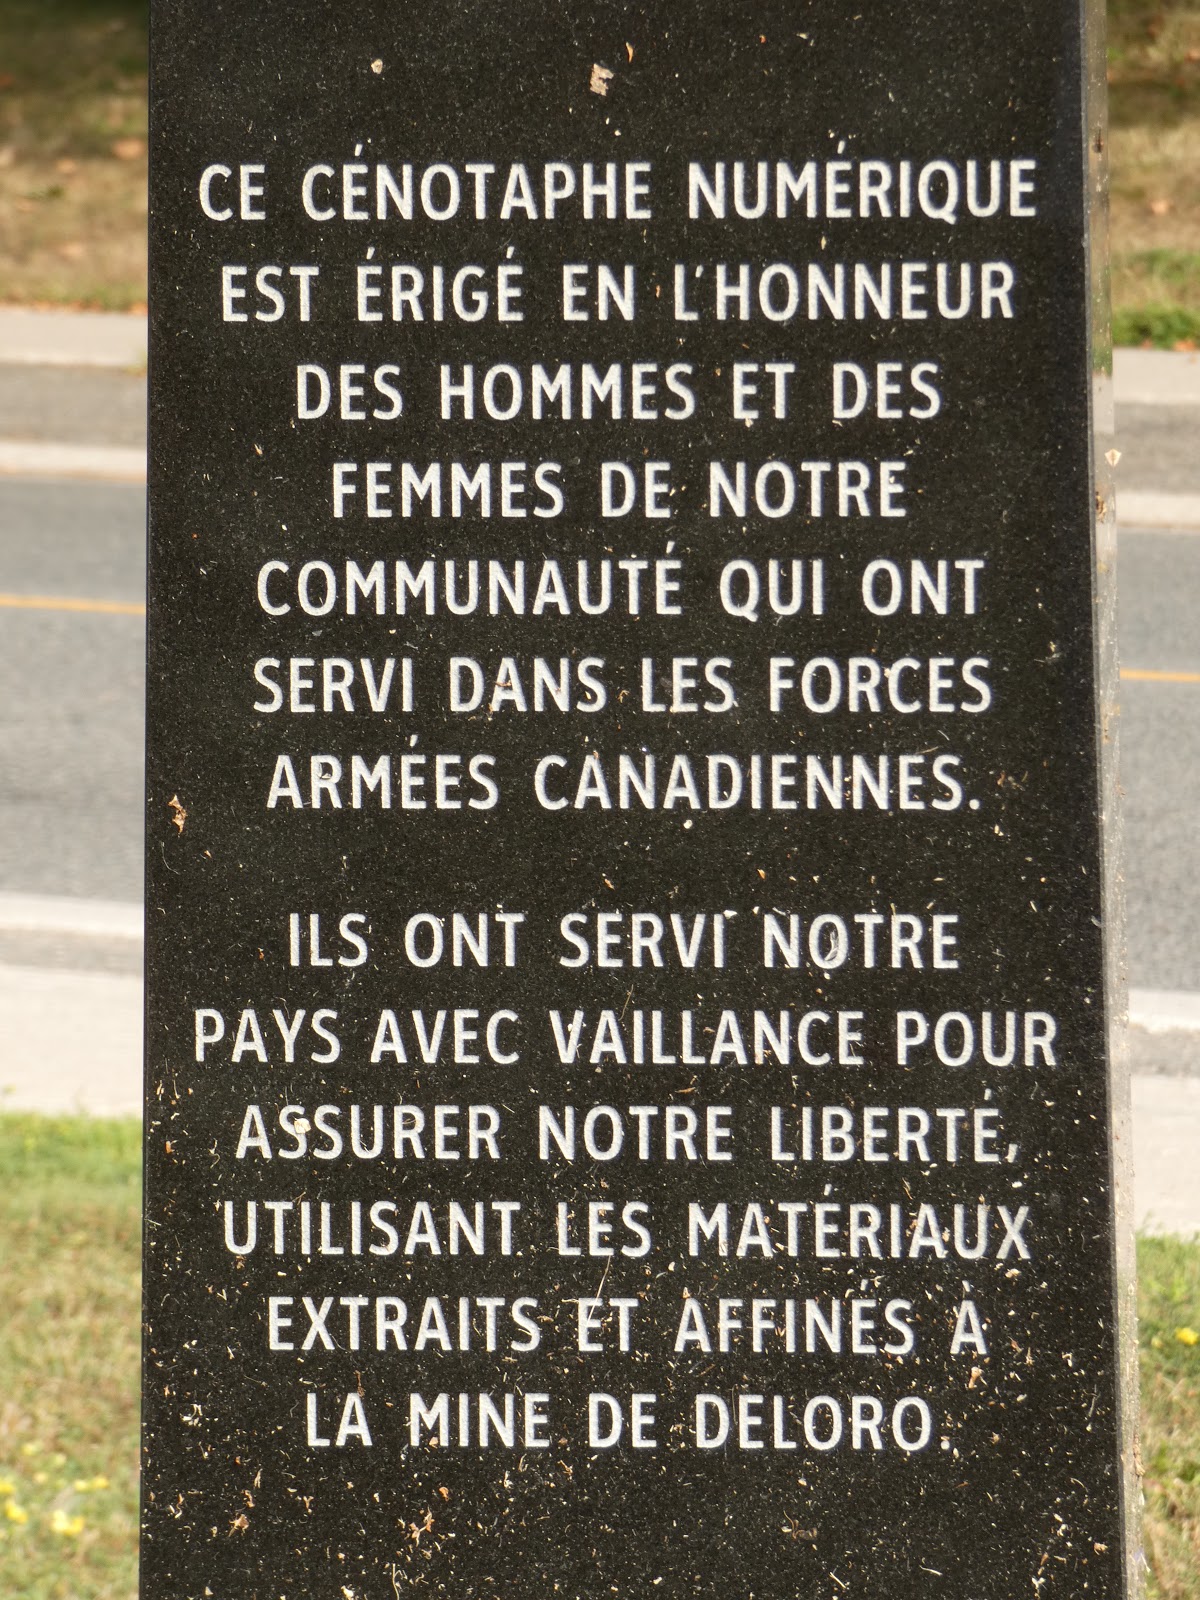 CE CÉNOTAPHE NUMÉRIQUE
EST ÉRIGÉ EN L'HONNEUR
DES HOMMES ET DES
FEMMES DE NOTRE
COMMUNAUTÉ QUI ONT
SERVI DANS LES FORCES
ARMÉES CANADIENNES.
ILS ONT SERVI NOTRE
PAYS AVEC VAILLANCE POUR
ASSURER NOTRE LIBERTÉ,
UTILISANT LES MATÉRIAUX
EXTRAITS ET AFFINÉS À
LA MINE DE DELORO.